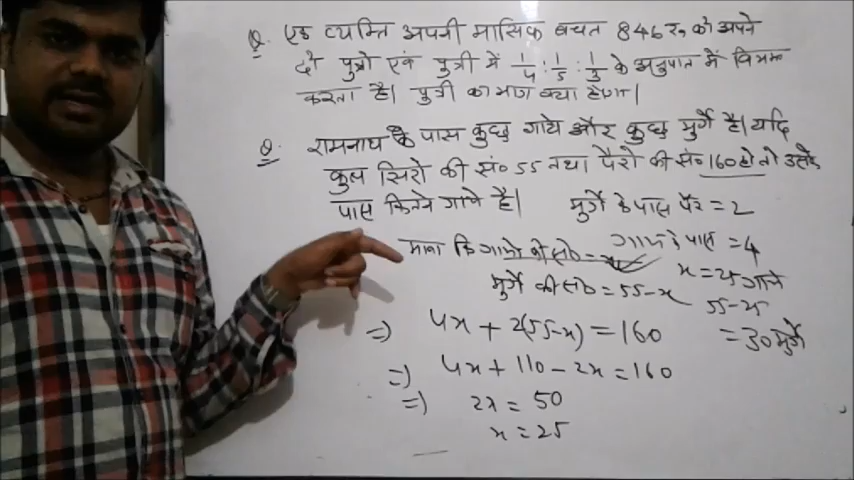 Q. एक व्यक्ति अपनी मासिक बचत 846 रु० को अपने
दो पुत्रो एवं पुत्री में 1/4 : 1/5 : 1/3 के अनुपात में विभक्त
करता है। पुत्री का भाग क्या होगा।
Q. रामनाथ के पास कुछ गाये और कुछ मुर्गे है। यदि
कुल सिरो की सं० 55 तथा पैरो की सं० 160 हो तो उसके
पास कितने गाये है।
मुर्गे के पास पैर = 2
गाय के पास = 4
माना कि गायो की सं० = x
x = 25 गाये
मुर्गे की सं० = 55-x
55-x
= 30 मुर्गे
=> 4x + 2(55-x) = 160
=> 4x + 110 - 2x = 160
=> 2x = 50
x = 25